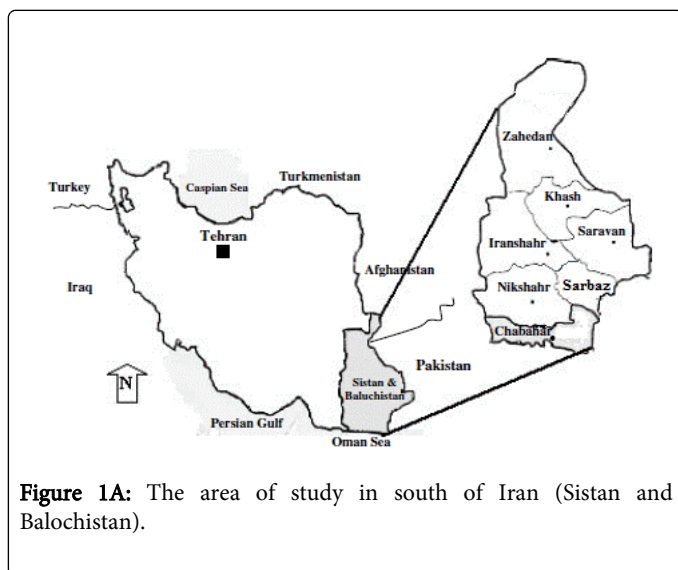 Zahedan
Turkmenistan
Turkey
Caspian Sea
Khash
Tehran
Saravan
Iranshahr
Afghanistan
Iraq
Nikshahr
Sarbaz
Chabahar
Pakistan
N
Sistan &
Baluchistan
Persian Gulf
Oman Sea
Figure 1A: The area of study in south of Iran (Sistan and
Balochistan).